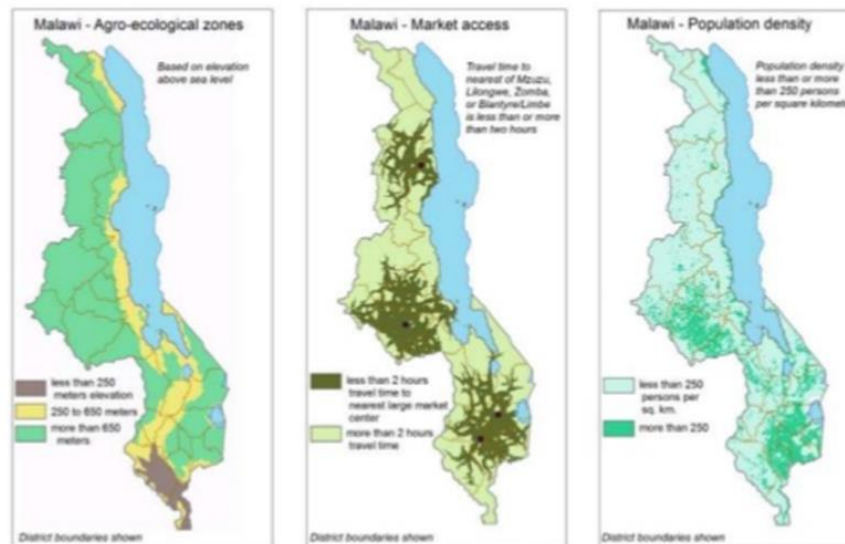 Malawi - Agro-ecological zones
Based on elevation
above sea level
less than 250
meters elevation
250 to 650 meters
more than 650
meters
District boundaries shown
Malawi - Market access
Travel time to
nearest of Mzuzu,
Lilongwe, Zomba,
or Blantyre/Limbe
is less than or more
than two hours
less than 2 hours
travel time to
nearest large market
center
more than 2 hours
travel time
District boundaries shown
Malawi - Population density
Population density
less than or more
than 250 persons
per square kilomet
less than 250
persons per
sq. km.
more than 250
District boundaries shown